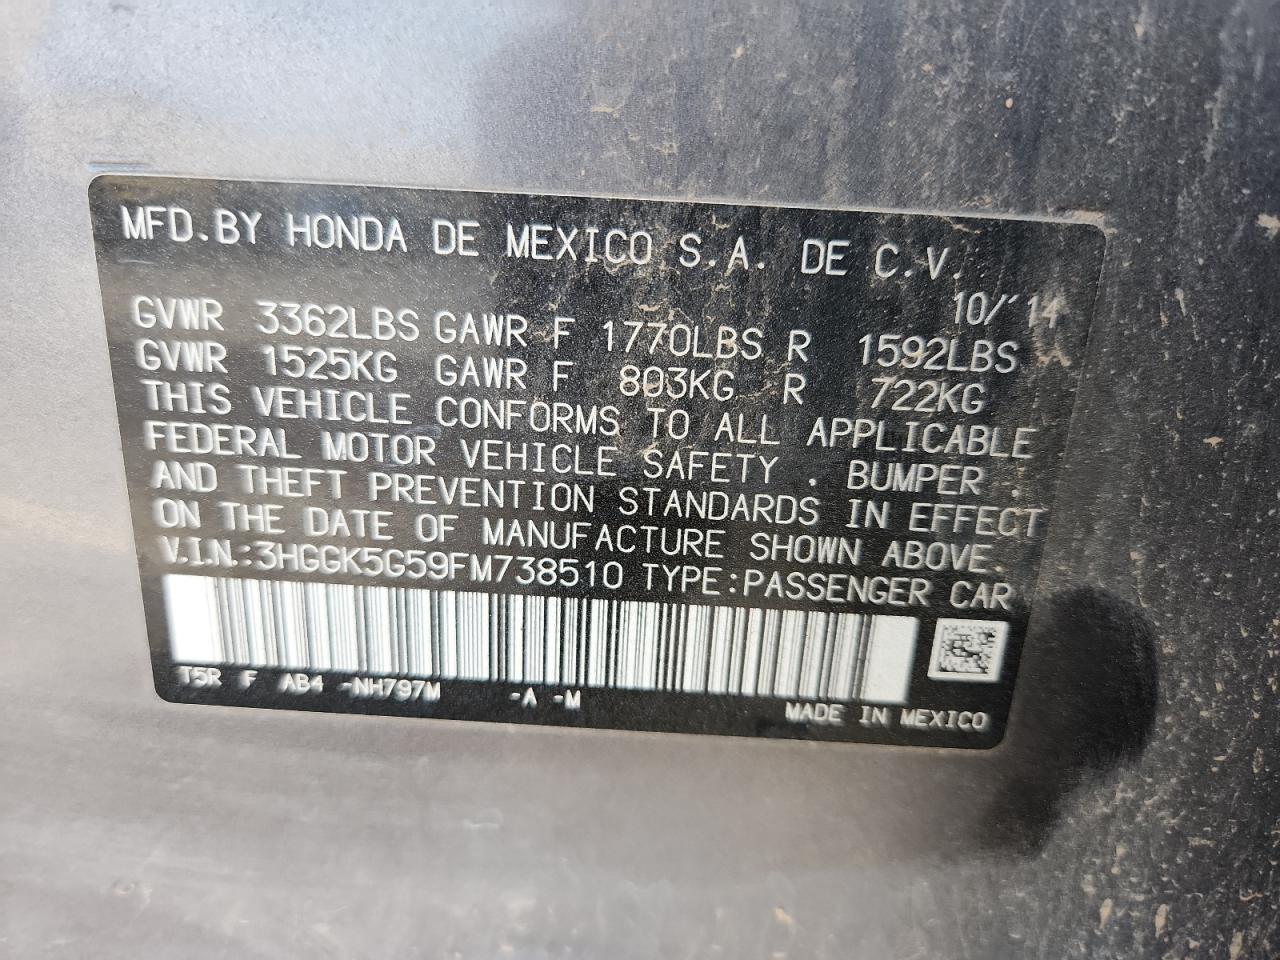 MFD.BY HONDA DE MEXICO S.A. DE C.V.
10/'14
GVWR 3362LBS GAWR F 1770LBS R 1592LBS
GVWR 1525KG GAWR F 803KG R 722KG
THIS VEHICLE CONFORMS TO ALL APPLICABLE
FEDERAL MOTOR VEHICLE SAFETY . BUMPER .
AND THEFT PREVENTION STANDARDS IN EFFECT
ON THE DATE OF MANUFACTURE SHOWN ABOVE.
V.I.N.:3HGGK5G59FM738510 TYPE:PASSENGER CAR
T5R F AB4 -NH797M -A -M
MADE IN MEXICO